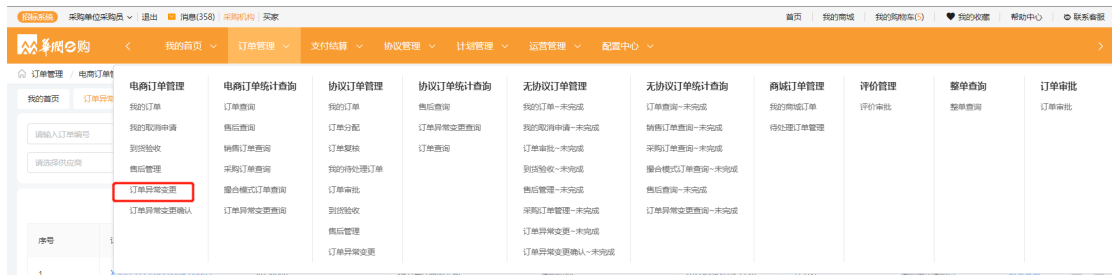 招标系统 采购单位采购员 退出 消息(358) 采购机构 买家 首页 我的商城 我的购物车(5) 我的收藏 帮助中心 联系客服
华润e购 我的首页 订单管理 支付结算 协议管理 计划管理 运营管理 配置中心
订单管理 / 电商订单
我的首页 订单异常
请输入订单编号
请选择供应商
序号
1
电商订单管理
我的订单
我的取消申请
到货验收
售后管理
订单异常变更
订单异常变更确认
电商订单统计查询
订单查询
售后查询
销售订单查询
采购订单查询
撮合模式订单查询
订单异常变更查询
协议订单管理
我的订单
订单分配
订单复核
我的待处理订单
订单审批
到货验收
售后管理
订单异常变更
协议订单统计查询
售后查询
订单异常变更查询
订单查询
无协议订单管理
我的订单-未完成
我的取消申请-未完成
订单审批-未完成
到货验收-未完成
售后管理-未完成
采购订单管理-未完成
订单异常变更-未完成
订单异常变更确认-未完成
无协议订单统计查询
订单查询-未完成
销售订单查询-未完成
采购订单查询-未完成
撮合模式订单查询-未完成
售后查询-未完成
订单异常变更查询-未完成
商城订单管理
我的商城订单
待处理订单管理
评价管理
评价审批
整单查询
整单查询
订单审批
订单审批